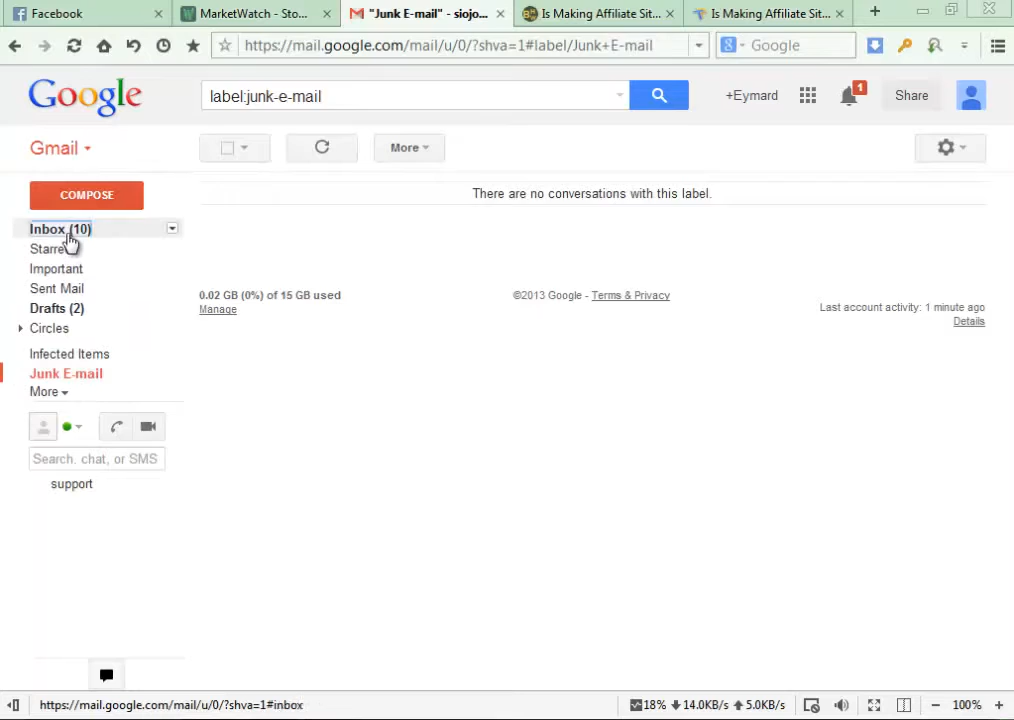 Facebook
MarketWatch - Sto...
"Junk E-mail" - siojo...
Is Making Affiliate Sit...
Is Making Affiliate Sit...
https://mail.google.com/mail/u/0/?shva=1#label/Junk+E-mail
Google
Google
label:junk-e-mail
+Eymard
1
Share
Gmail
More
COMPOSE
There are no conversations with this label.
Inbox (10)
Starre
Important
Sent Mail
Drafts (2)
Circles
Infected Items
Junk E-mail
More
0.02 GB (0%) of 15 GB used
Manage
©2013 Google - Terms & Privacy
Last account activity: 1 minute ago
Details
Search, chat, or SMS
support
https://mail.google.com/mail/u/0/?shva=1#inbox
18% 14.0KB/s 5.0KB/s
100%